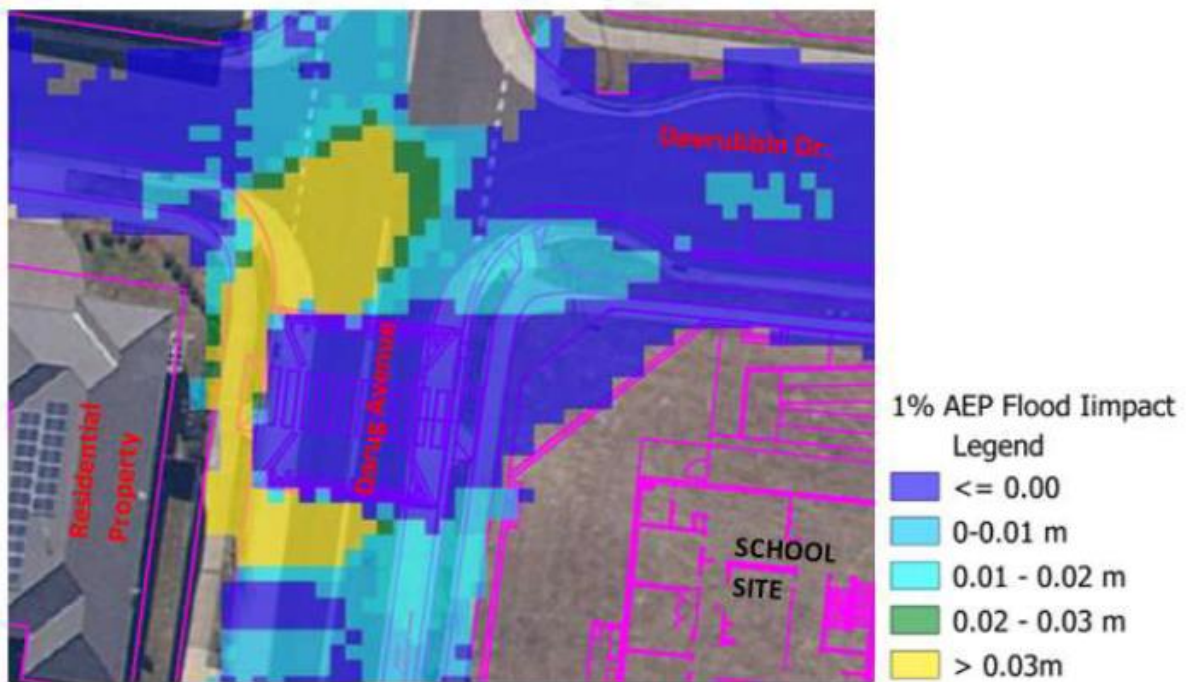 Dawrubbin Dr.
Darug Avenue
Residential
Property
SCHOOL
SITE
1% AEP Flood Iimpact
Legend
<= 0.00
0-0.01 m
0.01 - 0.02 m
0.02 - 0.03 m
> 0.03m